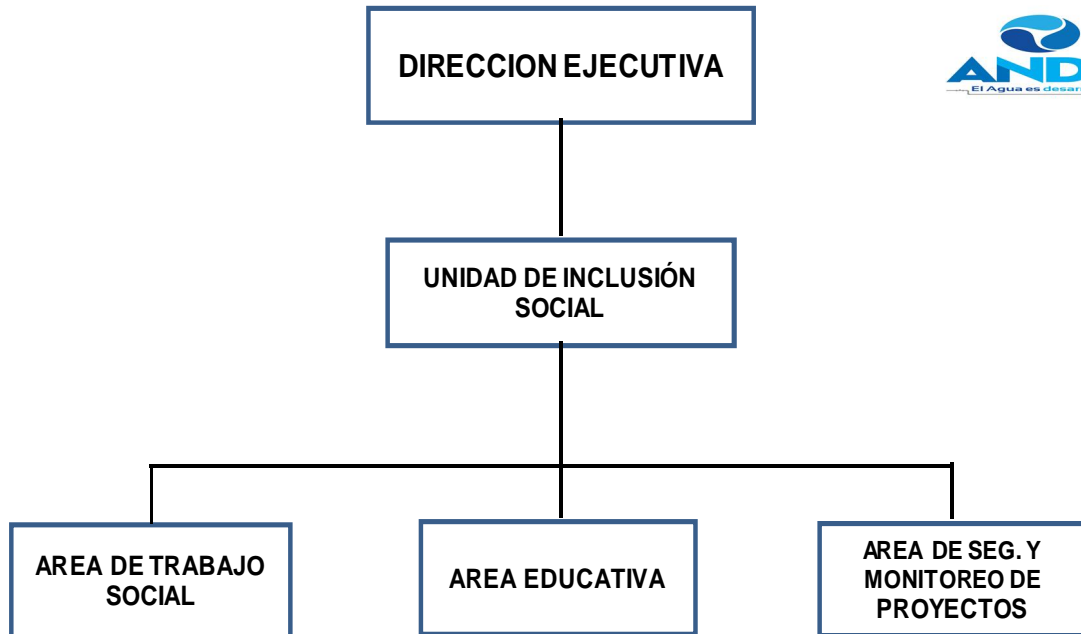 DIRECCION EJECUTIVA
AND
El Agua es desar
UNIDAD DE INCLUSIÓN
SOCIAL
AREA DE TRABAJO
SOCIAL
AREA EDUCATIVA
AREA DE SEG. Y
MONITOREO DE
PROYECTOS